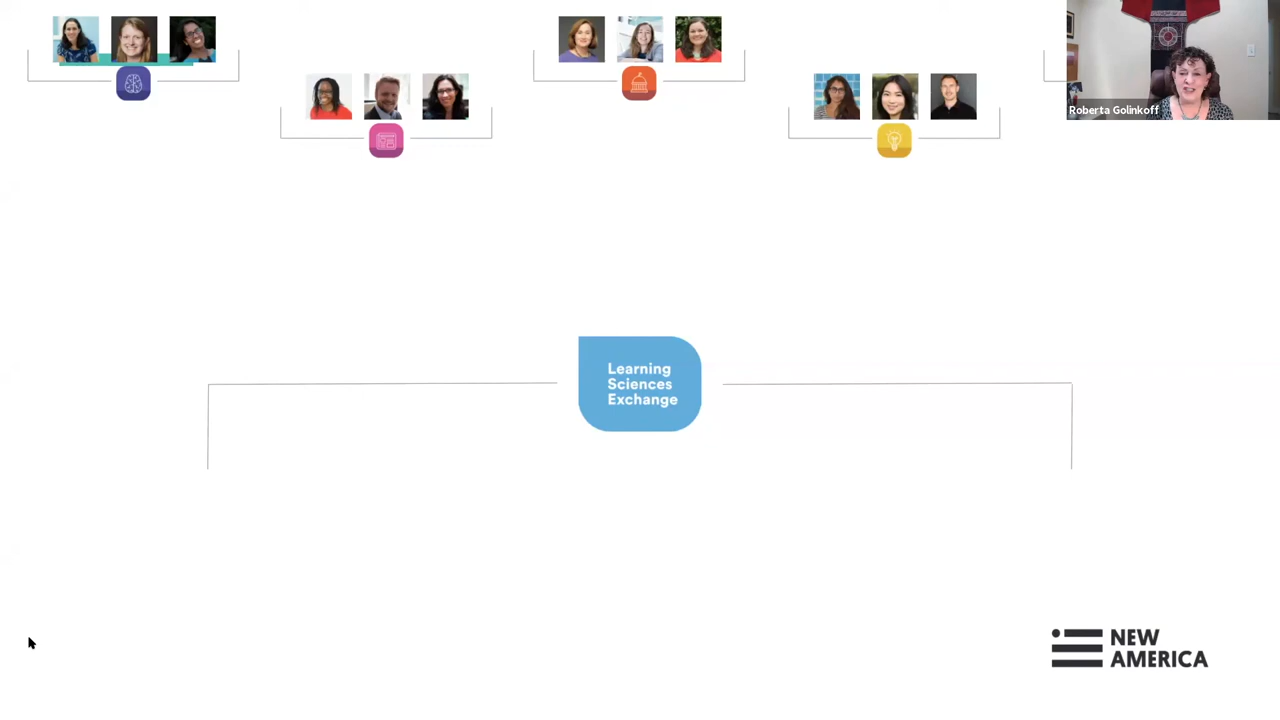 Roberta Golinkoff
Learning
Sciences
Exchange
NEW
AMERICA